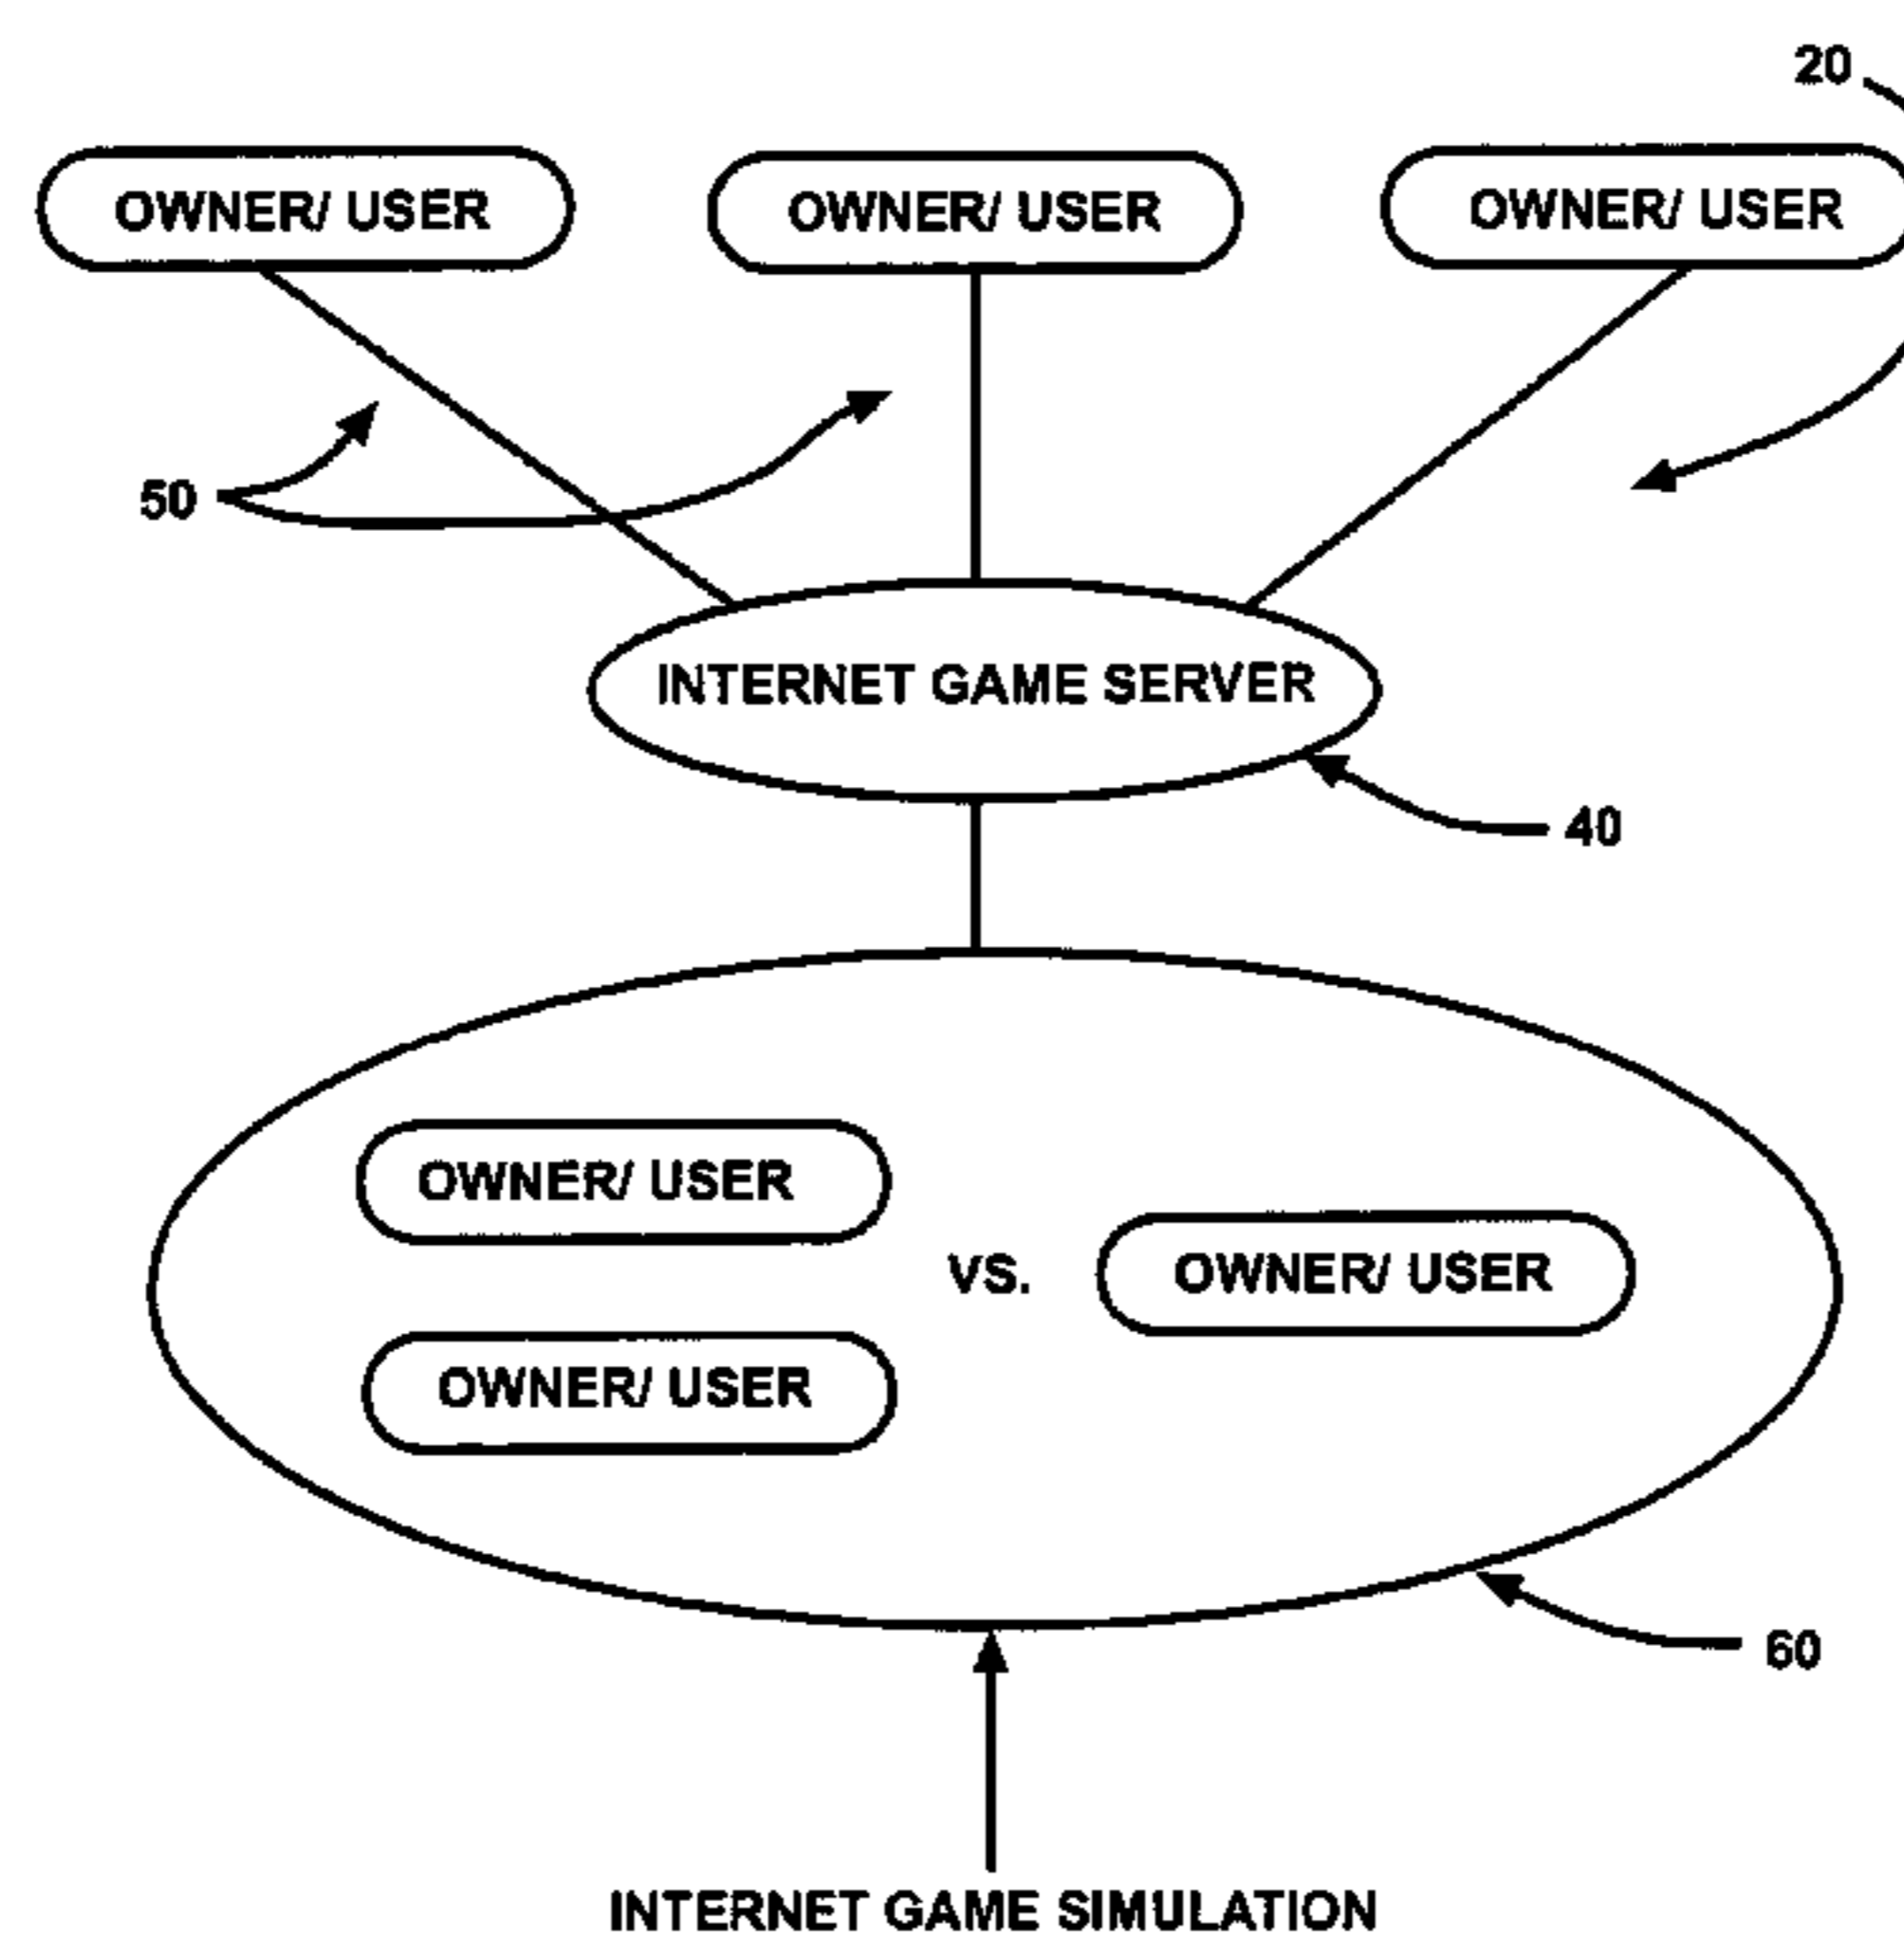 20
OWNER/ USER
OWNER/ USER
OWNER/ USER
50
INTERNET GAME SERVER
40
OWNER/ USER
VS.
OWNER/ USER
OWNER/ USER
60
INTERNET GAME SIMULATION